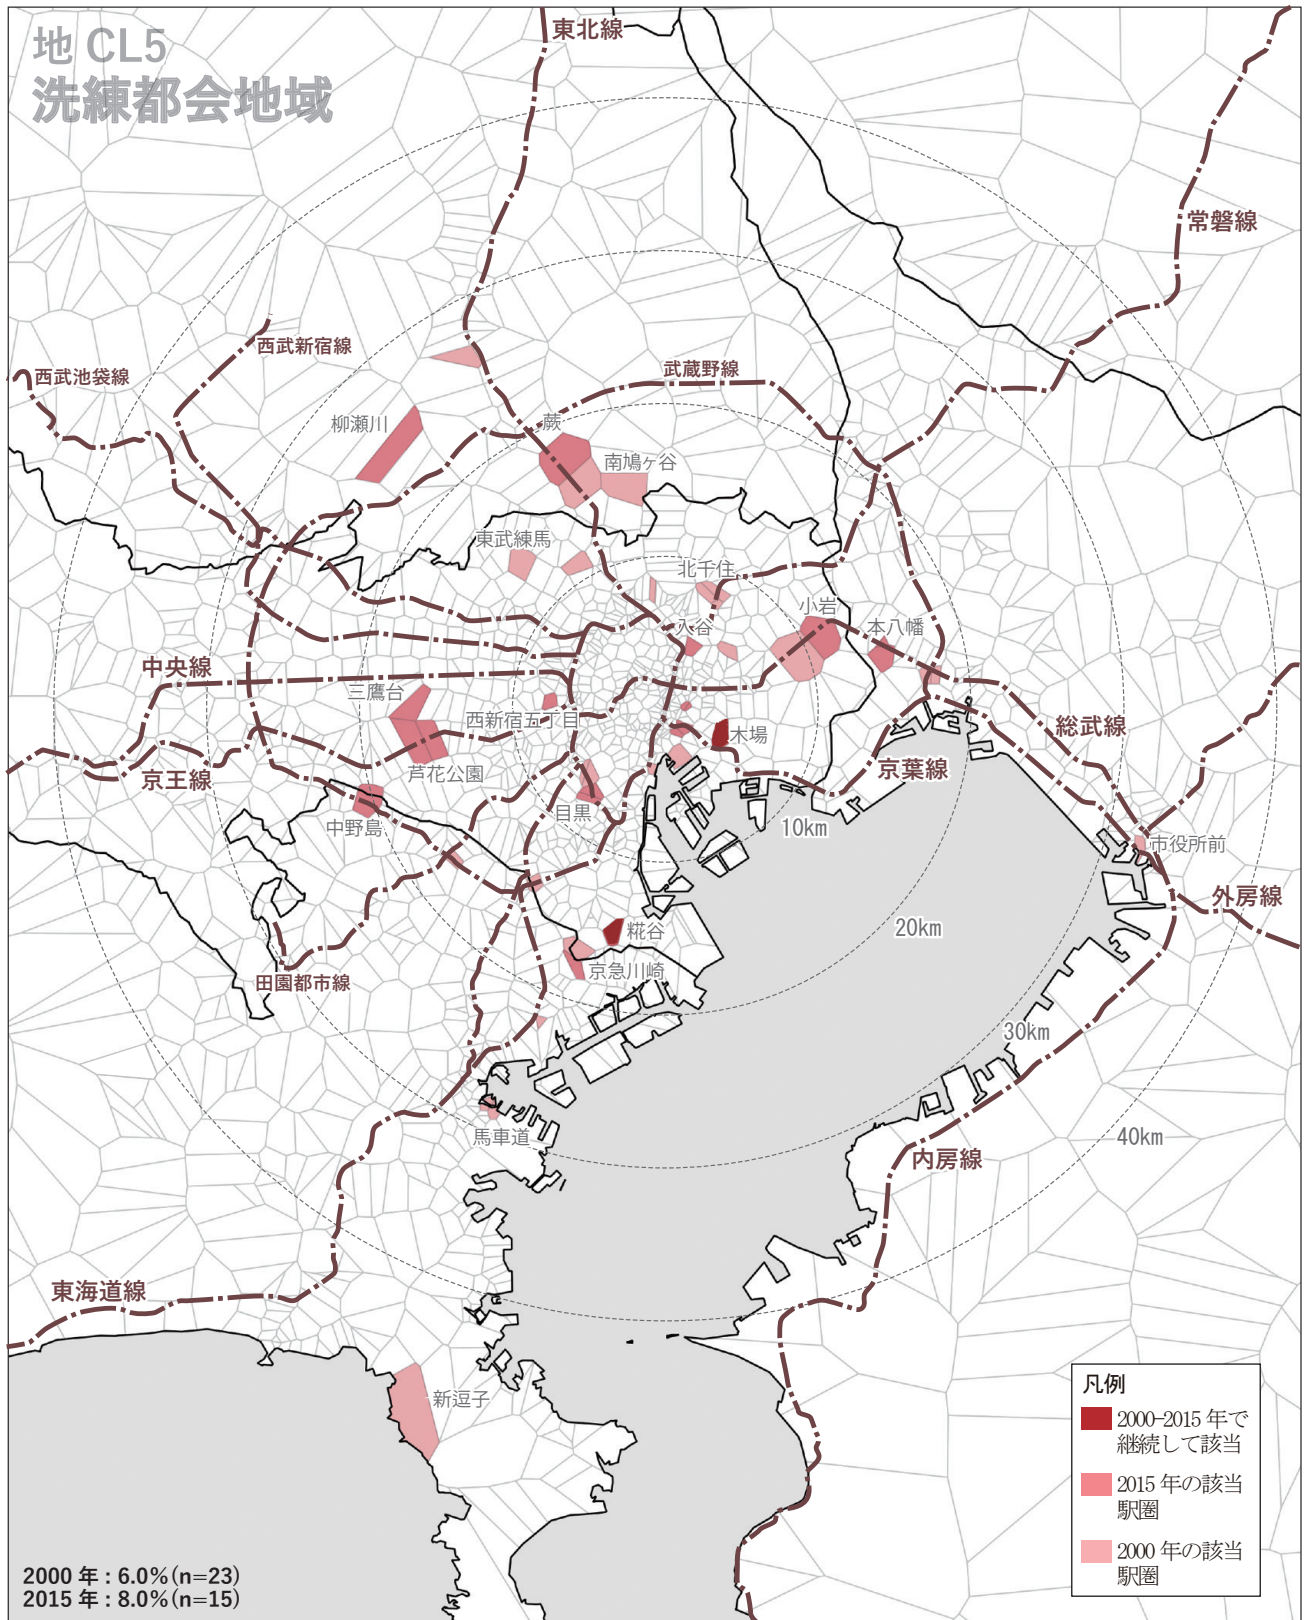 地 CL5
洗練都会地域
東北線
常磐線
西武新宿線
武蔵野線
西武池袋線
柳瀬川
蕨
南鳩ヶ谷
東武練馬
北千住
小岩
入谷
本八幡
中央線
三鷹台
西新宿五丁目
木場
総武線
京葉線
京王線
芦花公園
目黒
中野島
10km
市役所前
外房線
20km
糀谷
京急川崎
田園都市線
30km
馬車道
40km
内房線
東海道線
新逗子
凡例
2000-2015 年で
継続して該当
2015 年の該当
駅圏
2000 年の該当
駅圏
2000 年 : 6.0%(n=23)
2015 年 : 8.0%(n=15)